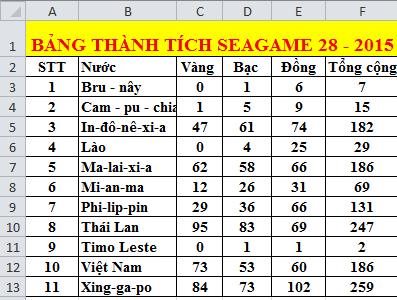 A B C D E F
1 BẢNG THÀNH TÍCH SEAGAME 28 - 2015
2 STT Nước Vàng Bạc Đồng Tổng cộng
3 1 Bru - nây 0 1 6 7
4 2 Cam - pu - chia 1 5 9 15
5 3 In-đô-nê-xi-a 47 61 74 182
6 4 Lào 0 4 25 29
7 5 Ma-lai-xi-a 62 58 66 186
8 6 Mi-an-ma 12 26 31 69
9 7 Phi-lip-pin 29 36 66 131
10 8 Thái Lan 95 83 69 247
11 9 Timo Leste 0 1 1 2
12 10 Việt Nam 73 53 60 186
13 11 Xing-ga-po 84 73 102 259